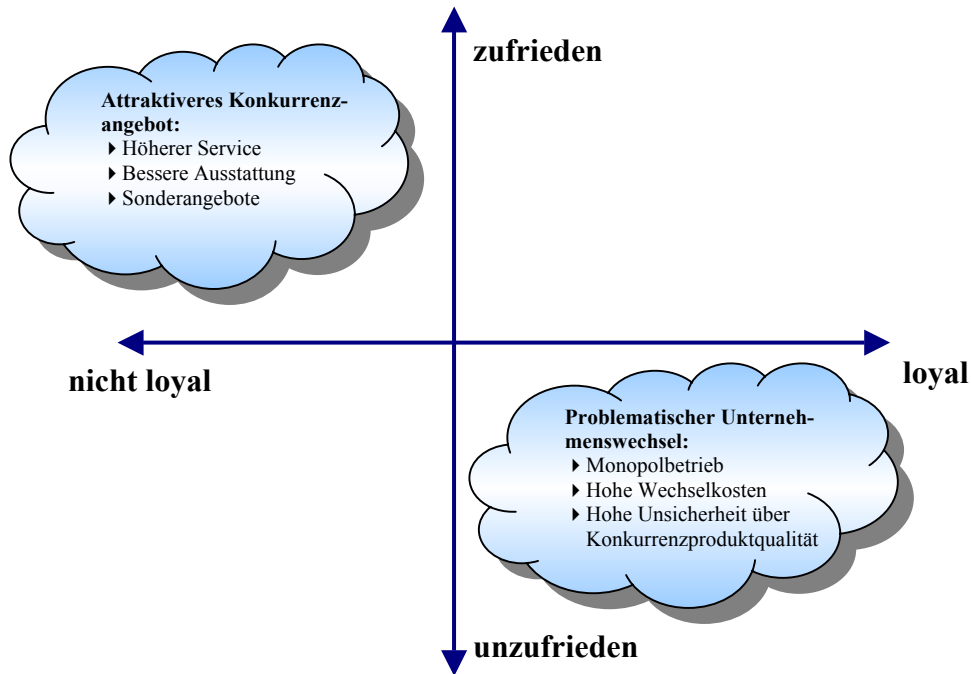 zufrieden
Attraktiveres Konkurrenz-
angebot:
Höherer Service
Bessere Ausstattung
Sonderangebote
nicht loyal
loyal
Problematischer Unterneh-
menswechsel:
Monopolbetrieb
Hohe Wechselkosten
Hohe Unsicherheit über
Konkurrenzproduktqualität
unzufrieden